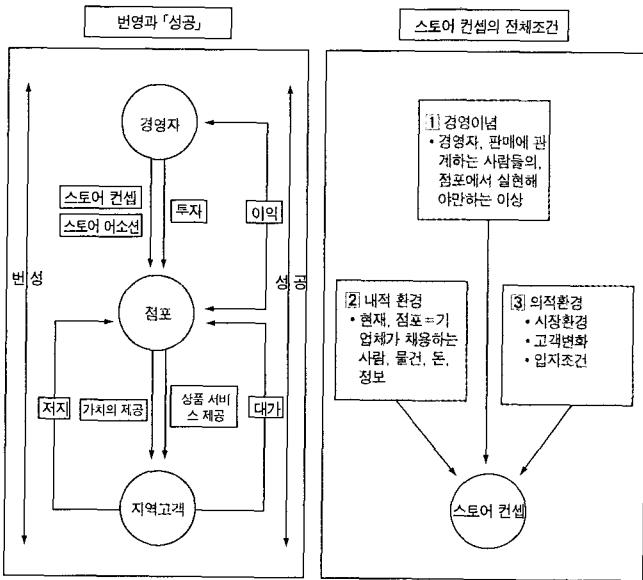 번영과 「성공」
경영자
스토어 컨셉
스토어 어소션
투자
이익
번 성
성 공
점포
저지
가치의 제공
상품 서비
스 제공
대가
지역고객
스토어 컨셉의 전체조건
1 경영이념
• 경영자, 판매에 관
계하는 사람들의,
점포에서 실현해
야만하는 이상
2 내적 환경
• 현재, 점포=기
업체가 채용하는
사람, 물건, 돈,
정보
3 의적환경
• 시장환경
• 고객변화
• 입지조건
스토어 컨셉